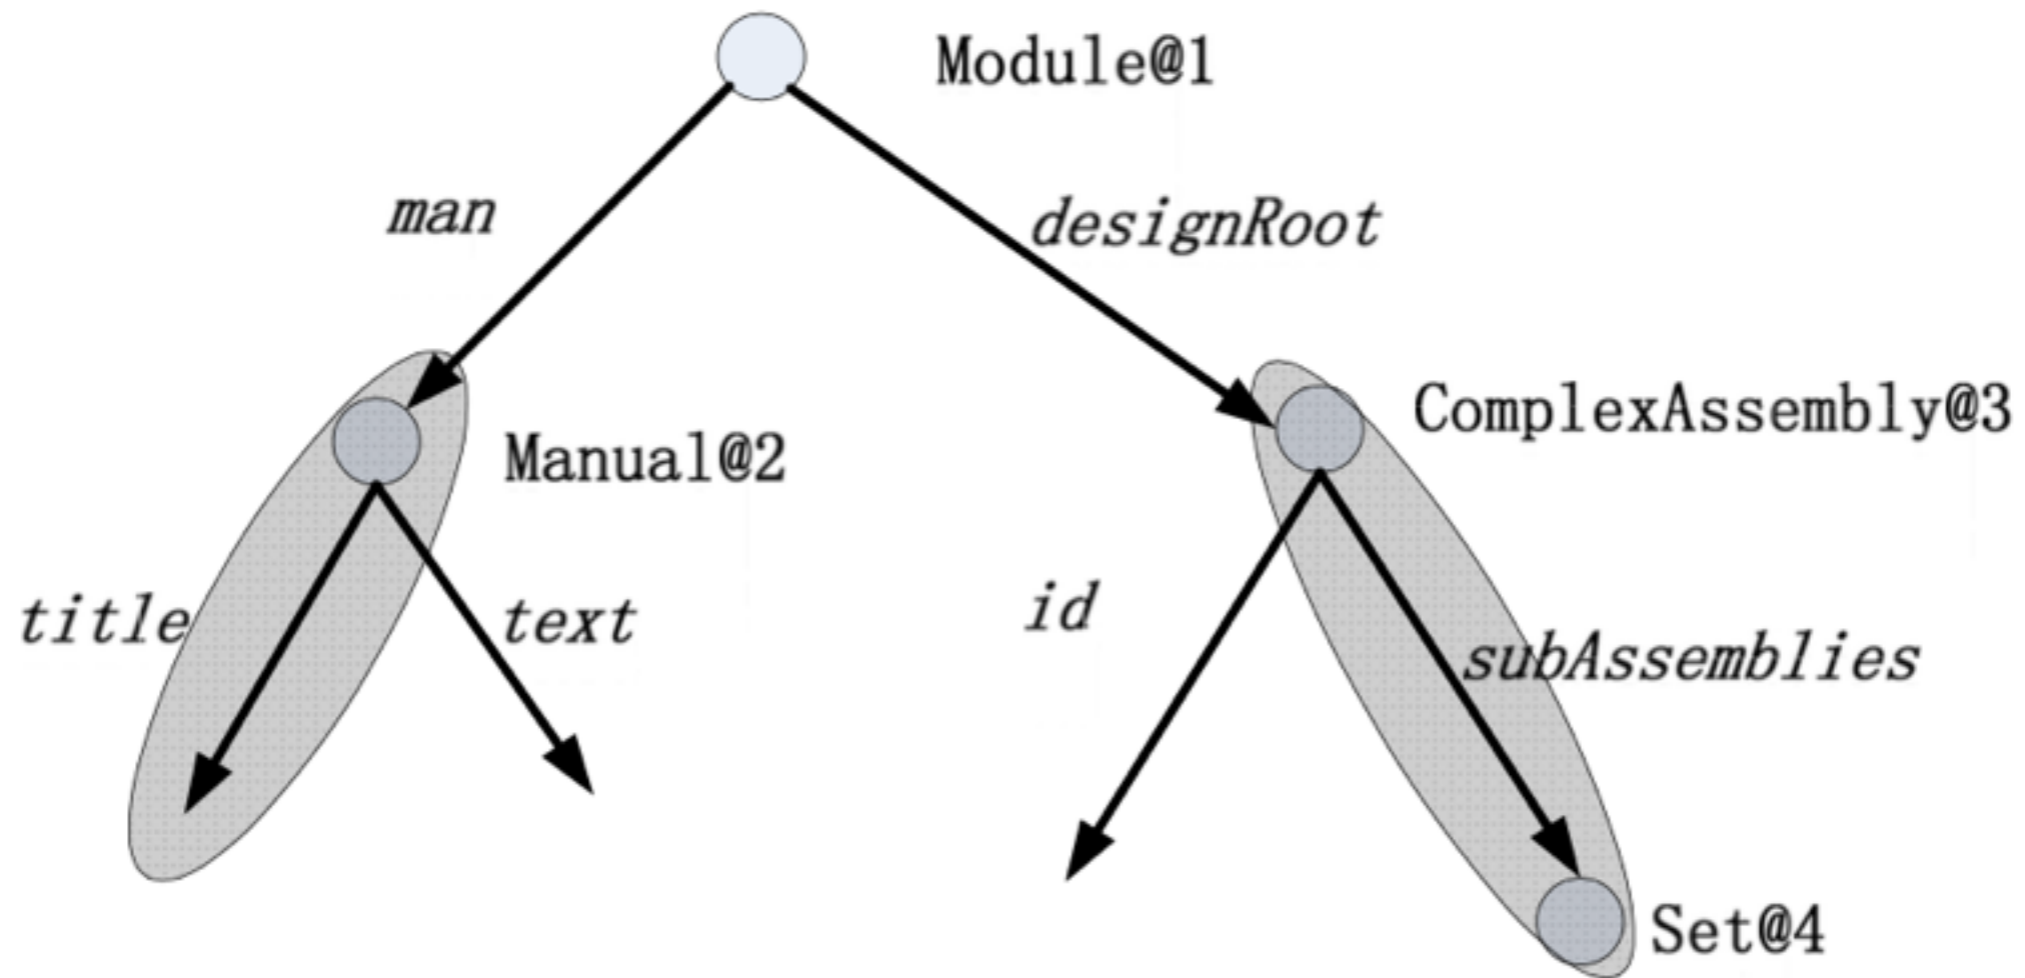 Module@1
man
designRoot
ComplexAssembly@3
Manual@2
title
text
id
subAssemblies
Set@4